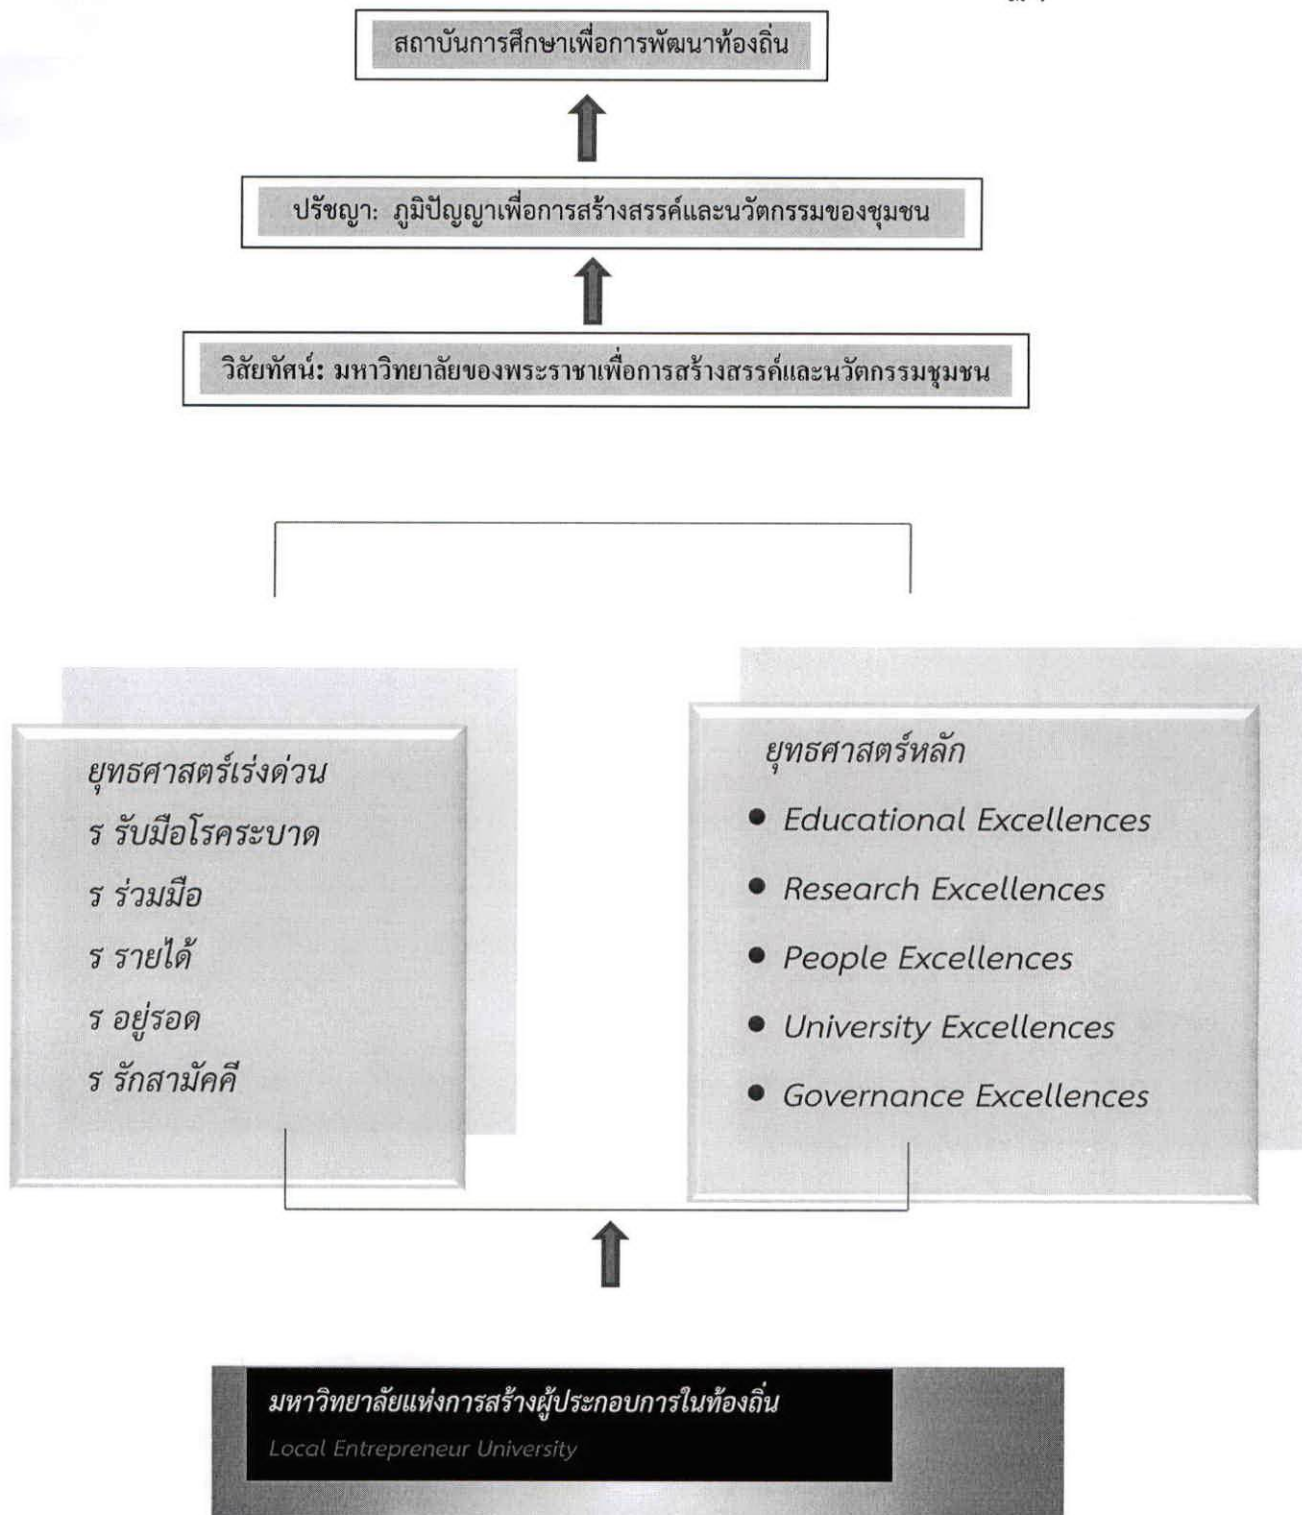 สถาบันการศึกษาเพื่อการพัฒนาท้องถิ่น
ปรัชญา: ภูมิปัญญาเพื่อการสร้างสรรค์และนวัตกรรมของชุมชน
วิสัยทัศน์: มหาวิทยาลัยของพระราชาเพื่อการสร้างสรรค์และนวัตกรรมชุมชน
ยุทธศาสตร์เร่งด่วน
ร รับมือโรคระบาด
ร ร่วมมือ
ร รายได้
ร อยู่รอด
ร รักสามัคคี
ยุทธศาสตร์หลัก
• Educational Excellences
• Research Excellences
• People Excellences
• University Excellences
• Governance Excellences
มหาวิทยาลัยแห่งการสร้างผู้ประกอบการในท้องถิ่น
Local Entrepreneur University